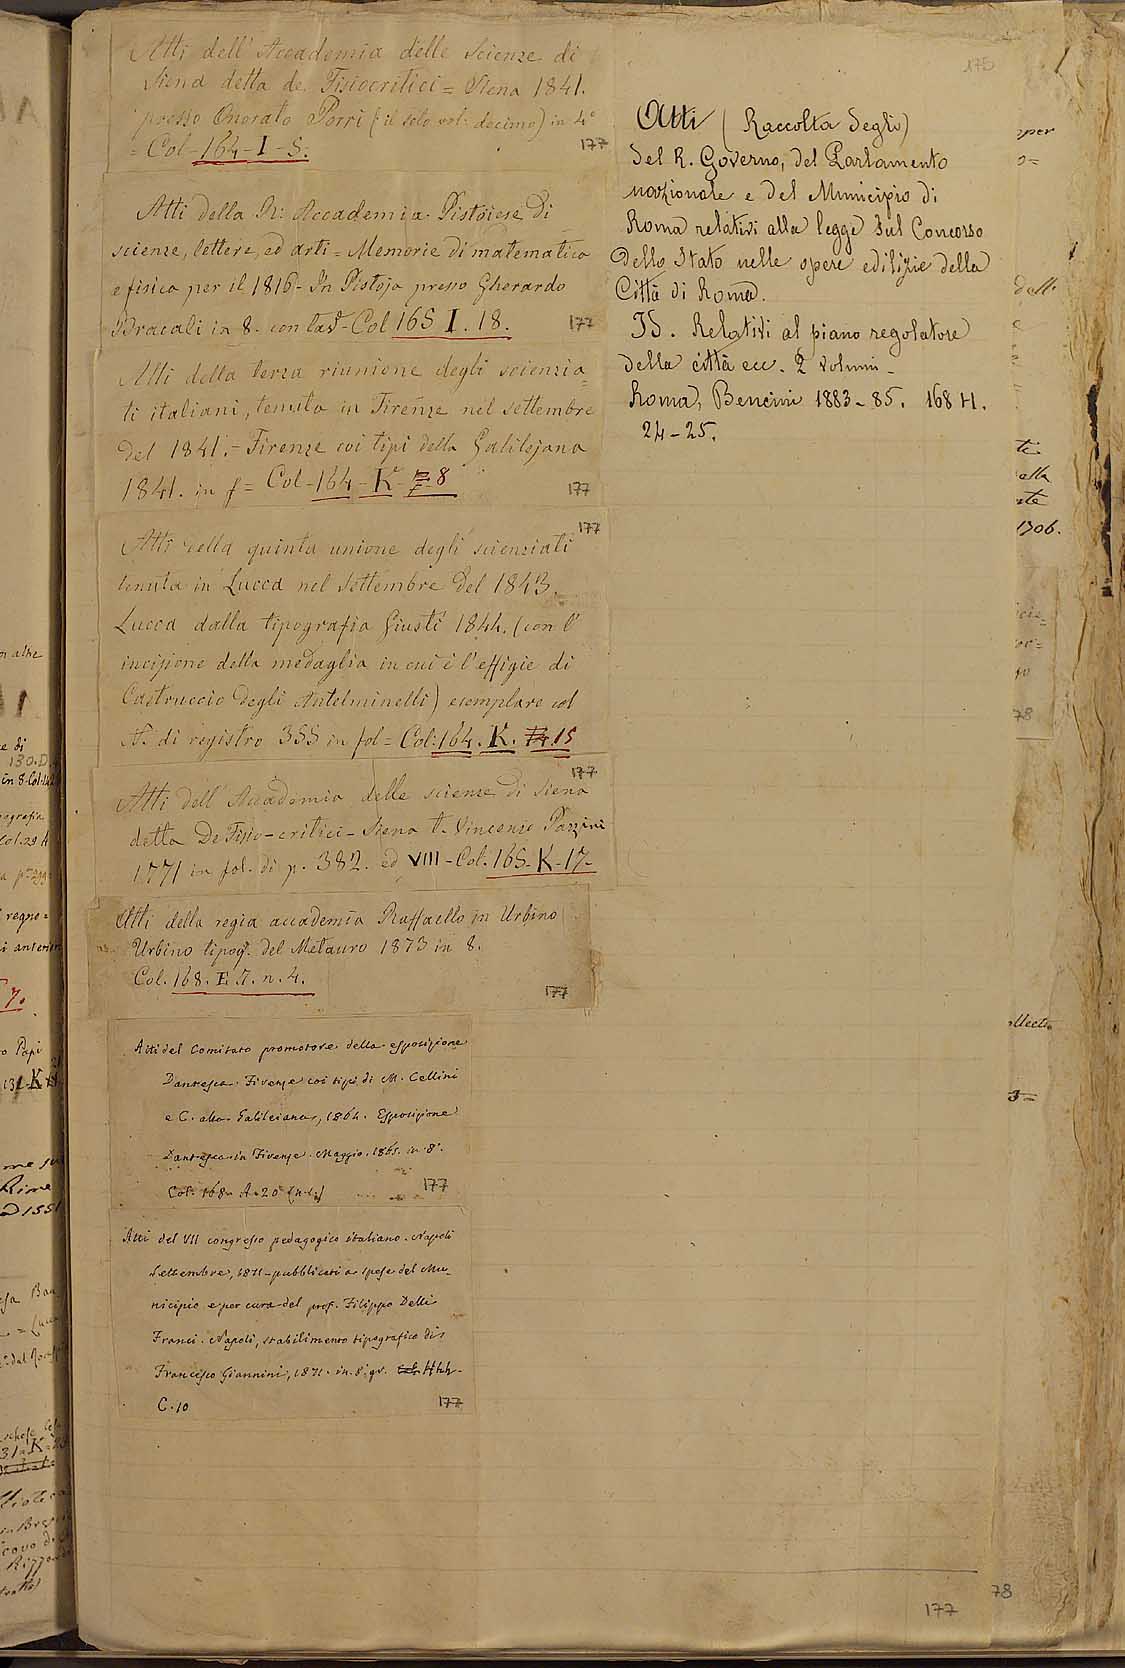 Atti dell'Accademia delle Scienze di
Siena detta de' Fisiocritici = Siena 1841.
presso Onorato Porri (il solo vol. decimo) in 4°
= Col - 164 - I - 5.
177
Atti della R. Accademia Pistoiese di
scienze, lettere, ed arti = Memorie di matematica
e fisica per il 1816 - In Pistoja presso Gherardo
Bracali in 8. con tav. - Col 165 I. 18.
177
Atti della terza riunione degli scienzia=
ti italiani, tenuta in Firenze nel settembre
del 1841. = Firenze coi tipi della Galilejana
1841. in f = Col - 164 - K - 8
177
177
Atti della quinta unione degli scienziati
tenuta in Lucca nel settembre del 1843.
Lucca dalla tipografia Giusti 1844. (con l'
incisione della medaglia in cui è l'effigie di
Castruccio degli Antelminelli) esemplare col
N. di registro 355 in fol = Col: 164. K. 15
177
Atti dell'Accademia delle scienze di Siena
detta De Fisio-critici - Siena t. Vincenzo Pazzini
1771 in fol. di p. 382. ed VIII - Col. 165 - K - 17 -
Atti della regia accademia Raffaello in Urbino
Urbino tipogr. del Metauro 1873 in 8.
Col. 168. E. 7. n. 4.
177
Atti del Comitato promotore della esposizione
Dantesca. Firenze coi tipi di M. Cellini
e C. alla Galileiana, 1864. Esposizione
Dantesca in Firenze. Maggio. 1865. in 8°.
Col. 168 A. 20
177
Atti del VII congresso pedagogico italiano. Napoli
Settembre, 1871 - pubblicati a spese del Mu-
nicipio e per cura del prof. Filippo Delli
Franci. Napoli, stabilimento tipografico di
Francesco Giannini, 1871. in 8° gr.
C. 10
177
175
Atti (Raccolta degli)
del R. Governo, del Parlamento
nazionale e del Municipio di
Roma relativi alla legge sul Concorso
dello Stato nelle opere edilizie della
Città di Roma.
ID. Relativi al piano regolatore
della città ecc. 2 volumi -
Roma, Bencini 1883 - 85. 168 H.
24 - 25.
177
78
1706.
78